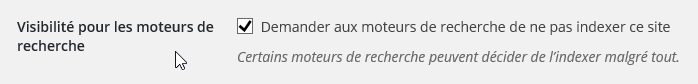 Visibilité pour les moteurs de Demander aux moteurs de recherche de ne pas indexer ce site
recherche
Certains moteurs de recherche peuvent décider de l'indexer malgré tout.